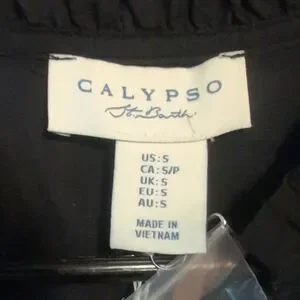 CALYPSO
St. Barth
US: S
CA: S/P
UK: S
EU: S
AU: S
MADE IN
VIETNAM